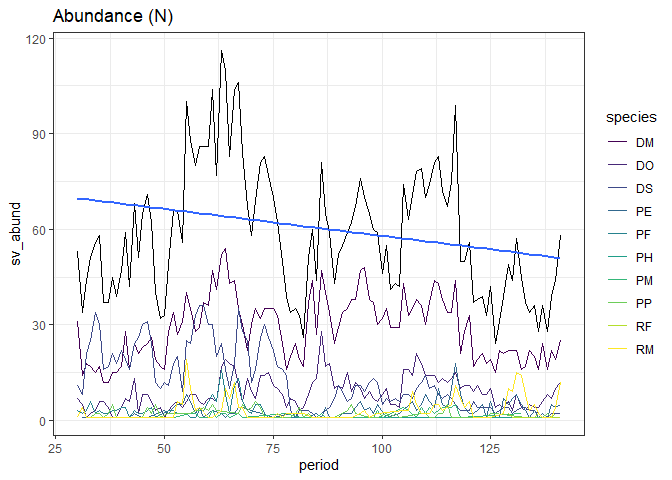 Abundance (N)
120
90
60
30
0
sv_abund
25
50
75
100
125
period
species
DM
DO
DS
PE
PF
PH
PM
PP
RF
RM